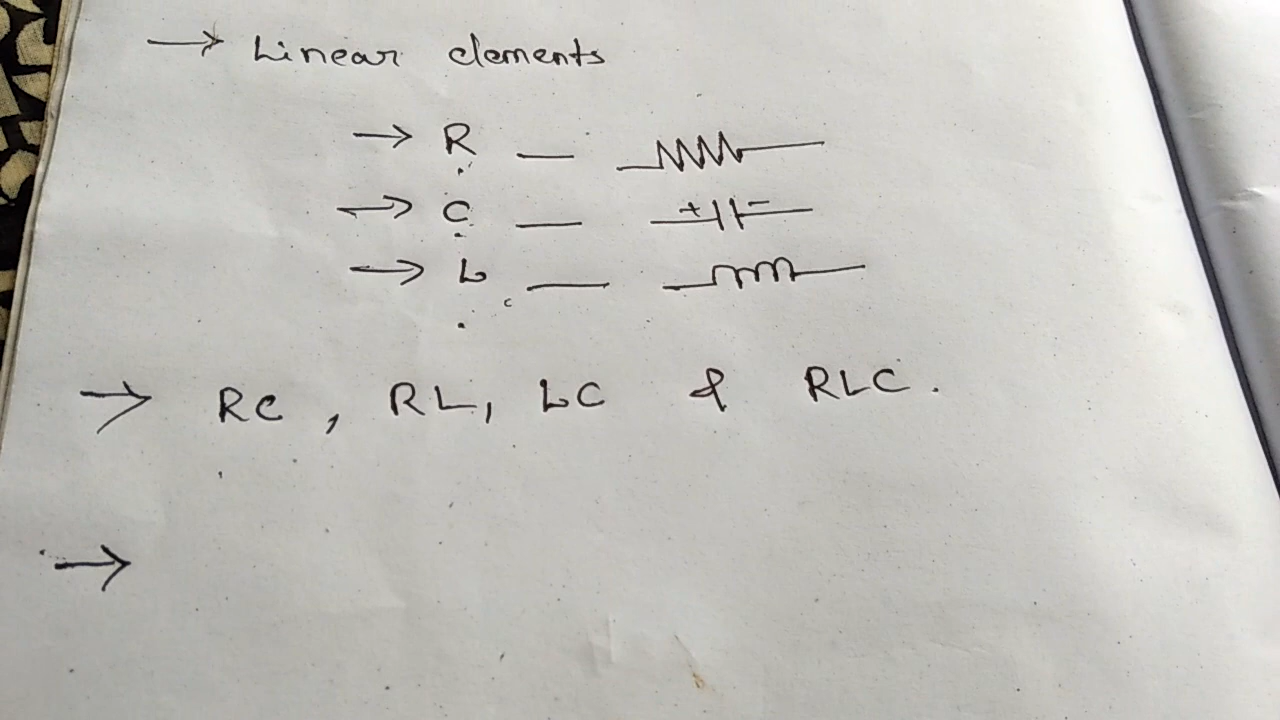 → Linear elements
→ R —
→ C — + -
→ L —
→ RC, RL, LC & RLC.
→